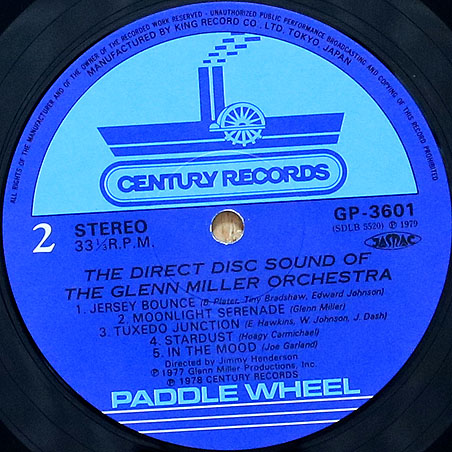 ALL RIGHTS OF THE MANUFACTURER AND OF THE OWNER OF THE RECORDED WORK RESERVED - UNAUTHORIZED PUBLIC PERFORMANCE BROADCASTING AND COPYING OF THIS RECORD PROHIBITED
MANUFACTURED BY KING RECORD CO., LTD. TOKYO, JAPAN
CENTURY RECORDS
2 STEREO
33 1/3 R.P.M.
GP-3601
(SDLB 5520) Ⓟ 1979
JASRAC
THE DIRECT DISC SOUND OF
THE GLENN MILLER ORCHESTRA
1. JERSEY BOUNCE (B. Plater, Tiny Bradshaw, Edward Johnson)
2. MOONLIGHT SERENADE (Glenn Miller)
3. TUXEDO JUNCTION (E. Hawkins, W. Johnson, J. Dash)
4. STARDUST (Hoagy Carmichael)
5. IN THE MOOD (Joe Garland)
Directed by Jimmy Henderson
Ⓟ 1977 Glenn Miller Productions, Inc.
Ⓟ 1978 CENTURY RECORDS
PADDLE WHEEL